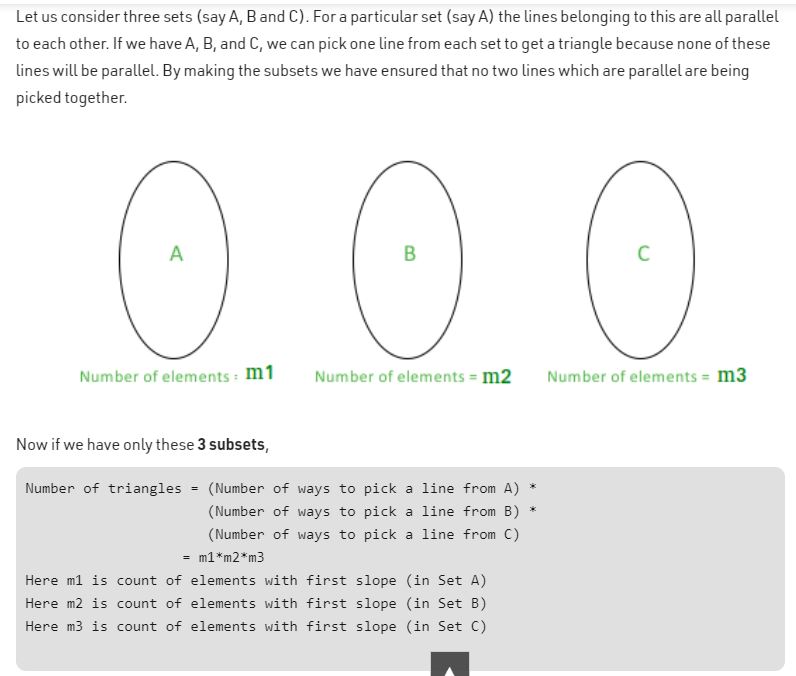 Let us consider three sets (say A, B and C). For a particular set (say A) the lines belonging to this are all parallel
to each other. If we have A, B, and C, we can pick one line from each set to get a triangle because none of these
lines will be parallel. By making the subsets we have ensured that no two lines which are parallel are being
picked together.
A
B
C
Number of elements : m1
Number of elements = m2
Number of elements = m3
Now if we have only these 3 subsets,
Number of triangles = (Number of ways to pick a line from A) *
(Number of ways to pick a line from B) *
(Number of ways to pick a line from C)
= m1*m2*m3
Here m1 is count of elements with first slope (in Set A)
Here m2 is count of elements with first slope (in Set B)
Here m3 is count of elements with first slope (in Set C)